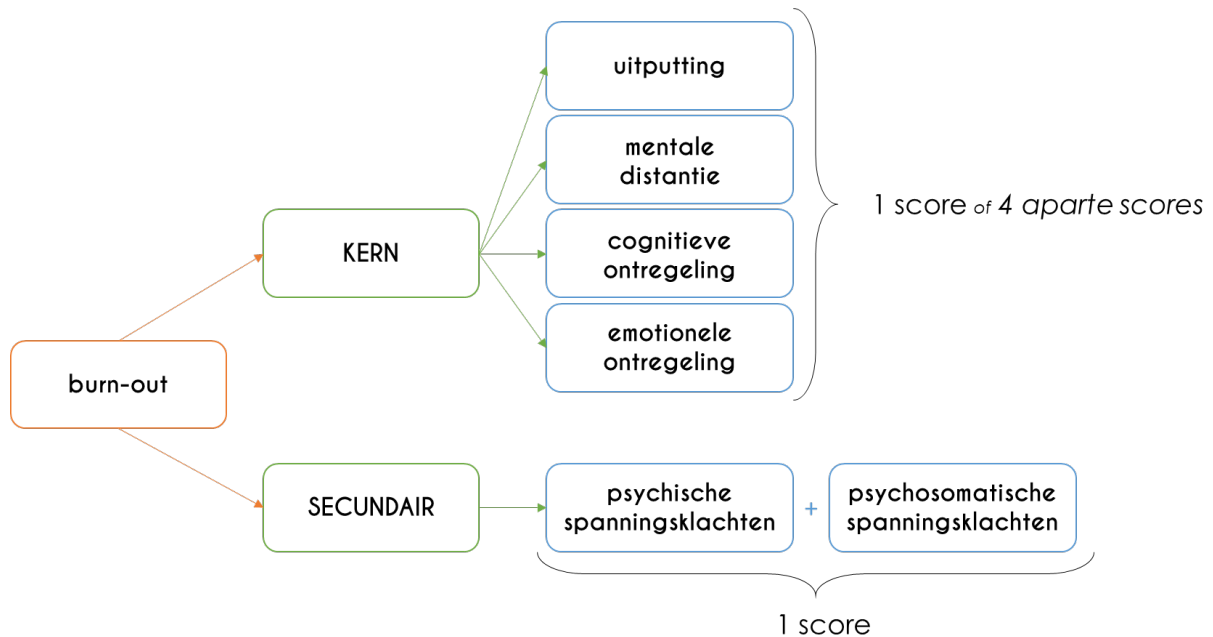 uitputting
mentale
distantie
1 score of 4 aparte scores
KERN
cognitieve
ontregeling
emotionele
ontregeling
burn-out
SECUNDAIR
psychische
spanningsklachten
+
psychosomatische
spanningsklachten
1 score